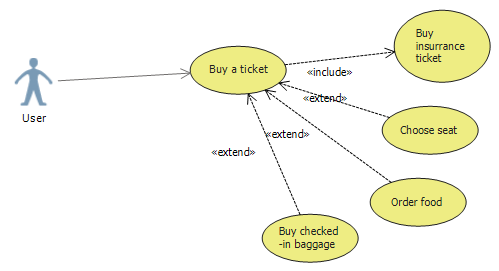 Buy
insurrance
ticket
Buy a ticket
«include»
«extend»
User
Choose seat
«extend»
«extend»
Order food
Buy checked
-in baggage